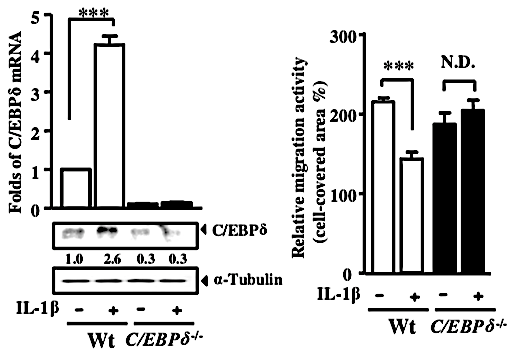 ***
5
4
3
2
1
0
Folds of C/EBPδ mRNA
C/EBPδ
1.0 2.6 0.3 0.3
α-Tubulin
IL-1β - + - +
Wt C/EBPδ-/-
300
200
100
0
Relative migration activity
(cell-covered area %)
*** N.D.
IL-1β - + - +
Wt C/EBPδ-/-